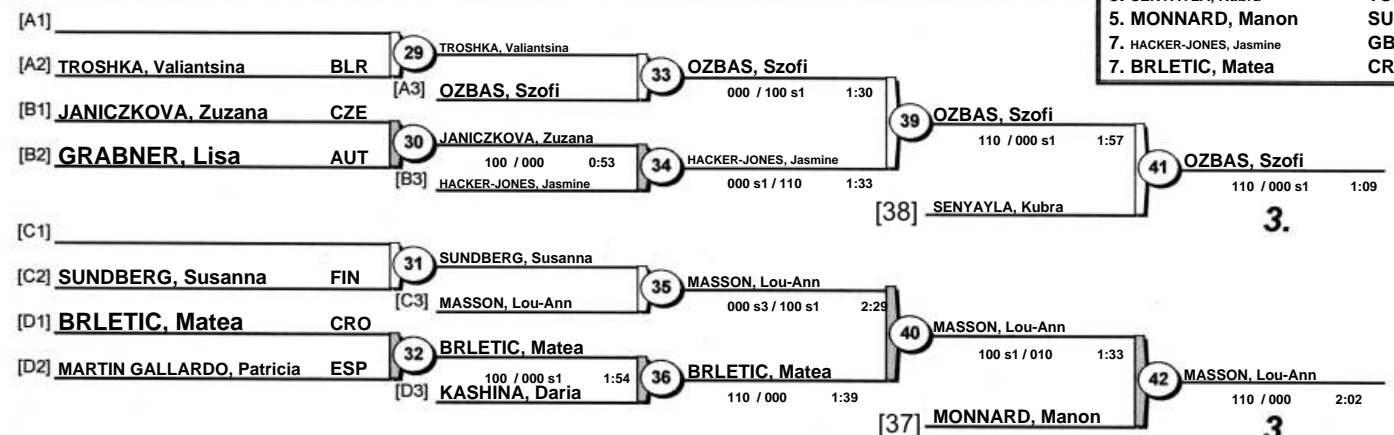 5. MONNARD, Manon SU
7. HACKER-JONES, Jasmine GB
7. BRLETIC, Matea CR
[A1]
29 TROSHKA, Valiantsina
[A2] TROSHKA, Valiantsina BLR
33 OZBAS, Szofi
[A3] OZBAS, Szofi
000 / 100 s1 1:30
[B1] JANICZKOVA, Zuzana CZE
39 OZBAS, Szofi
30 JANICZKOVA, Zuzana
110 / 000 s1 1:57
[B2] GRABNER, Lisa AUT
100 / 000 0:53
34 HACKER-JONES, Jasmine
41 OZBAS, Szofi
[B3] HACKER-JONES, Jasmine
000 s1 / 110 1:33
110 / 000 s1 1:09
[38] SENYAYLA, Kubra
3.
[C1]
31 SUNDBERG, Susanna
[C2] SUNDBERG, Susanna FIN
35 MASSON, Lou-Ann
[C3] MASSON, Lou-Ann
000 s3 / 100 s1 2:29
[D1] BRLETIC, Matea CRO
40 MASSON, Lou-Ann
32 BRLETIC, Matea
100 s1 / 010 1:33
[D2] MARTIN GALLARDO, Patricia ESP
100 / 000 s1 1:54
36 BRLETIC, Matea
42 MASSON, Lou-Ann
[D3] KASHINA, Daria
110 / 000 1:39
110 / 000 2:02
[37] MONNARD, Manon
3